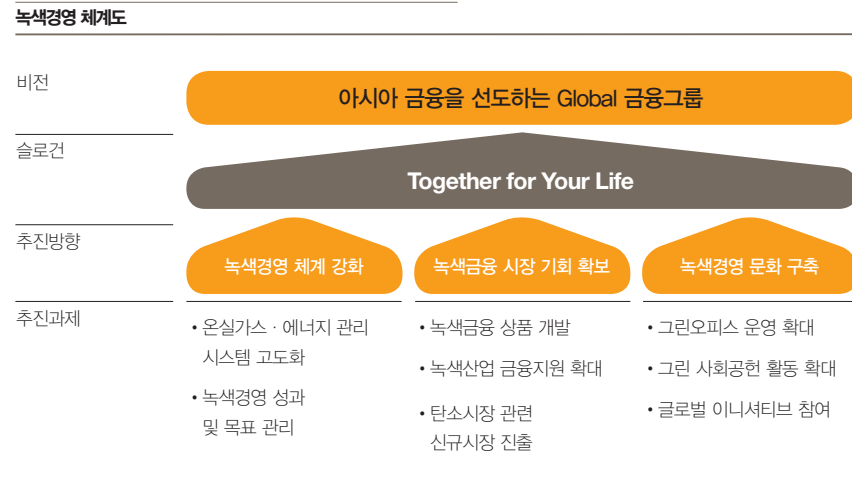 녹색경영 체계도
비전
아시아 금융을 선도하는 Global 금융그룹
슬로건
Together for Your Life
추진방향
녹색경영 체계 강화
녹색금융 시장 기회 확보
녹색경영 문화 구축
추진과제
• 온실가스 · 에너지 관리
시스템 고도화
• 녹색경영 성과
및 목표 관리
• 녹색금융 상품 개발
• 녹색산업 금융지원 확대
• 탄소시장 관련
신규시장 진출
• 그린오피스 운영 확대
• 그린 사회공헌 활동 확대
• 글로벌 이니셔티브 참여